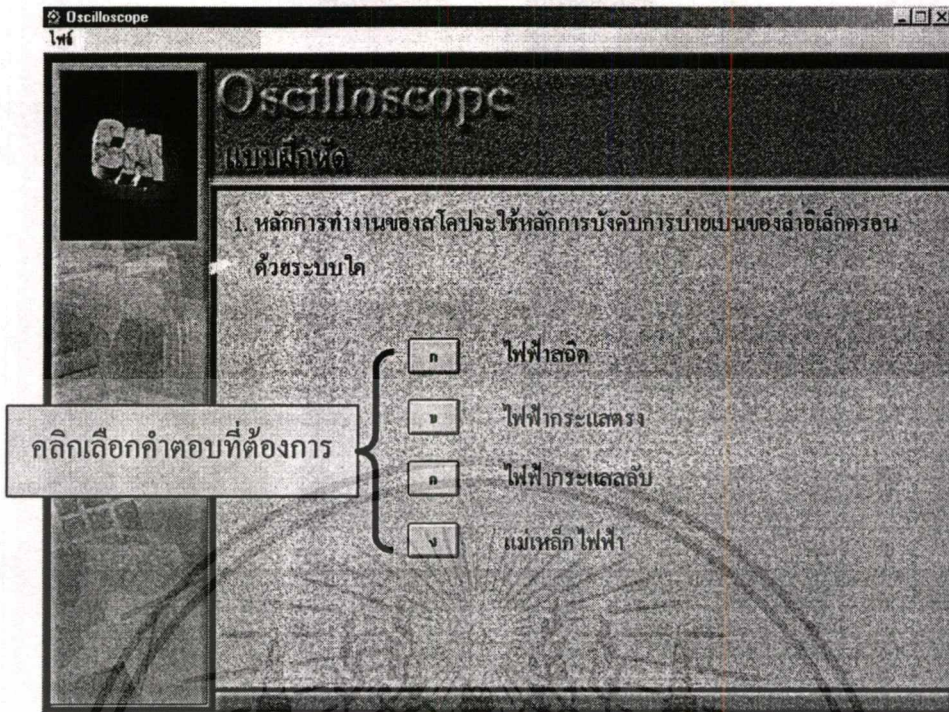 Oscilloscope
ไฟล์
Oscilloscope
แบบฝึกหัด
1. หลักการทำงานของสโคปจะใช้หลักการบังคับการบ่ายเบนของลำอิเล็กตรอน
ด้วยระบบใด
ก ไฟฟ้าสถิต
ข ไฟฟ้ากระแสตรง
ค ไฟฟ้ากระแสสลับ
ง แม่เหล็กไฟฟ้า
คลิกเลือกคำตอบที่ต้องการ